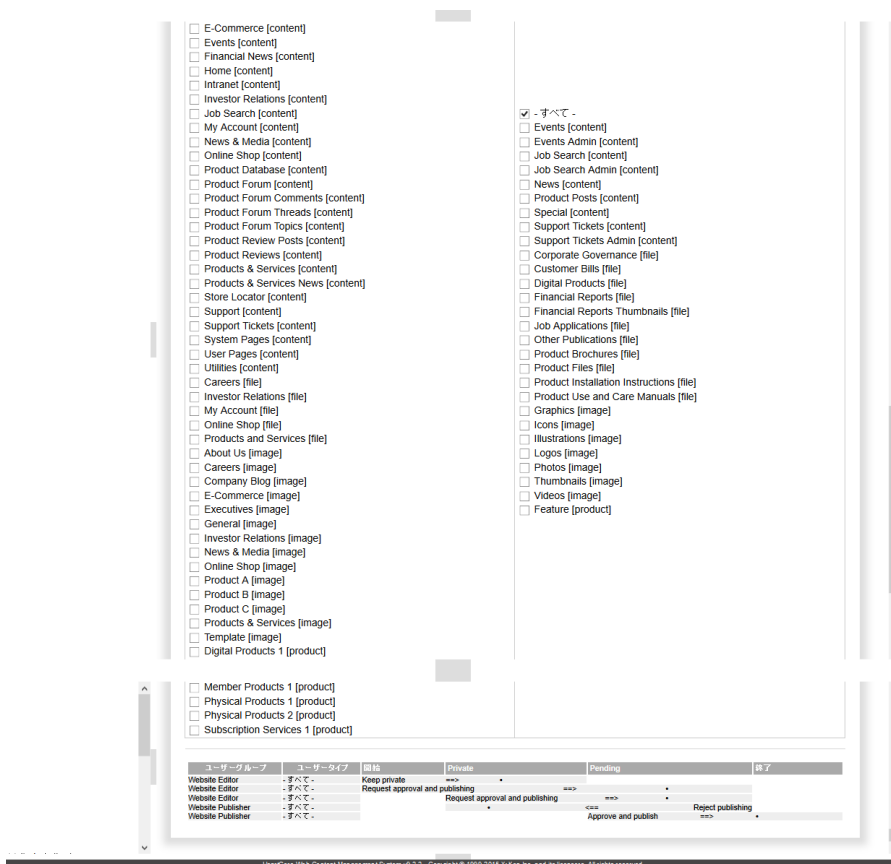 E-Commerce [content]
Events [content]
Financial News [content]
Home [content]
Intranet [content]
Investor Relations [content]
Job Search [content]
My Account [content]
News & Media [content]
Online Shop [content]
Product Database [content]
Product Forum [content]
Product Forum Comments [content]
Product Forum Threads [content]
Product Forum Topics [content]
Product Review Posts [content]
Product Reviews [content]
Products & Services [content]
Products & Services News [content]
Store Locator [content]
Support [content]
Support Tickets [content]
System Pages [content]
User Pages [content]
Utilities [content]
Careers [file]
Investor Relations [file]
My Account [file]
Online Shop [file]
Products and Services [file]
About Us [image]
Careers [image]
Company Blog [image]
E-Commerce [image]
Executives [image]
General [image]
Investor Relations [image]
News & Media [image]
Online Shop [image]
Product A [image]
Product B [image]
Product C [image]
Products & Services [image]
Template [image]
Digital Products 1 [product]
Member Products 1 [product]
Physical Products 1 [product]
Physical Products 2 [product]
Subscription Services 1 [product]
- すべて -
Events [content]
Events Admin [content]
Job Search [content]
Job Search Admin [content]
News [content]
Product Posts [content]
Special [content]
Support Tickets [content]
Support Tickets Admin [content]
Corporate Governance [file]
Customer Bills [file]
Digital Products [file]
Financial Reports [file]
Financial Reports Thumbnails [file]
Job Applications [file]
Other Publications [file]
Product Brochures [file]
Product Files [file]
Product Installation Instructions [file]
Product Use and Care Manuals [file]
Graphics [image]
Icons [image]
Illustrations [image]
Logos [image]
Photos [image]
Thumbnails [image]
Videos [image]
Feature [product]
ユーザーグループ ユーザータイプ 開始 Private Pending 終了
Website Editor - すべて - Keep private ==> •
Website Editor - すべて - Request approval and publishing ==> •
Website Editor - すべて - Request approval and publishing ==> •
Website Publisher - すべて - • <== Reject publishing
Website Publisher - すべて - Approve and publish ==> •